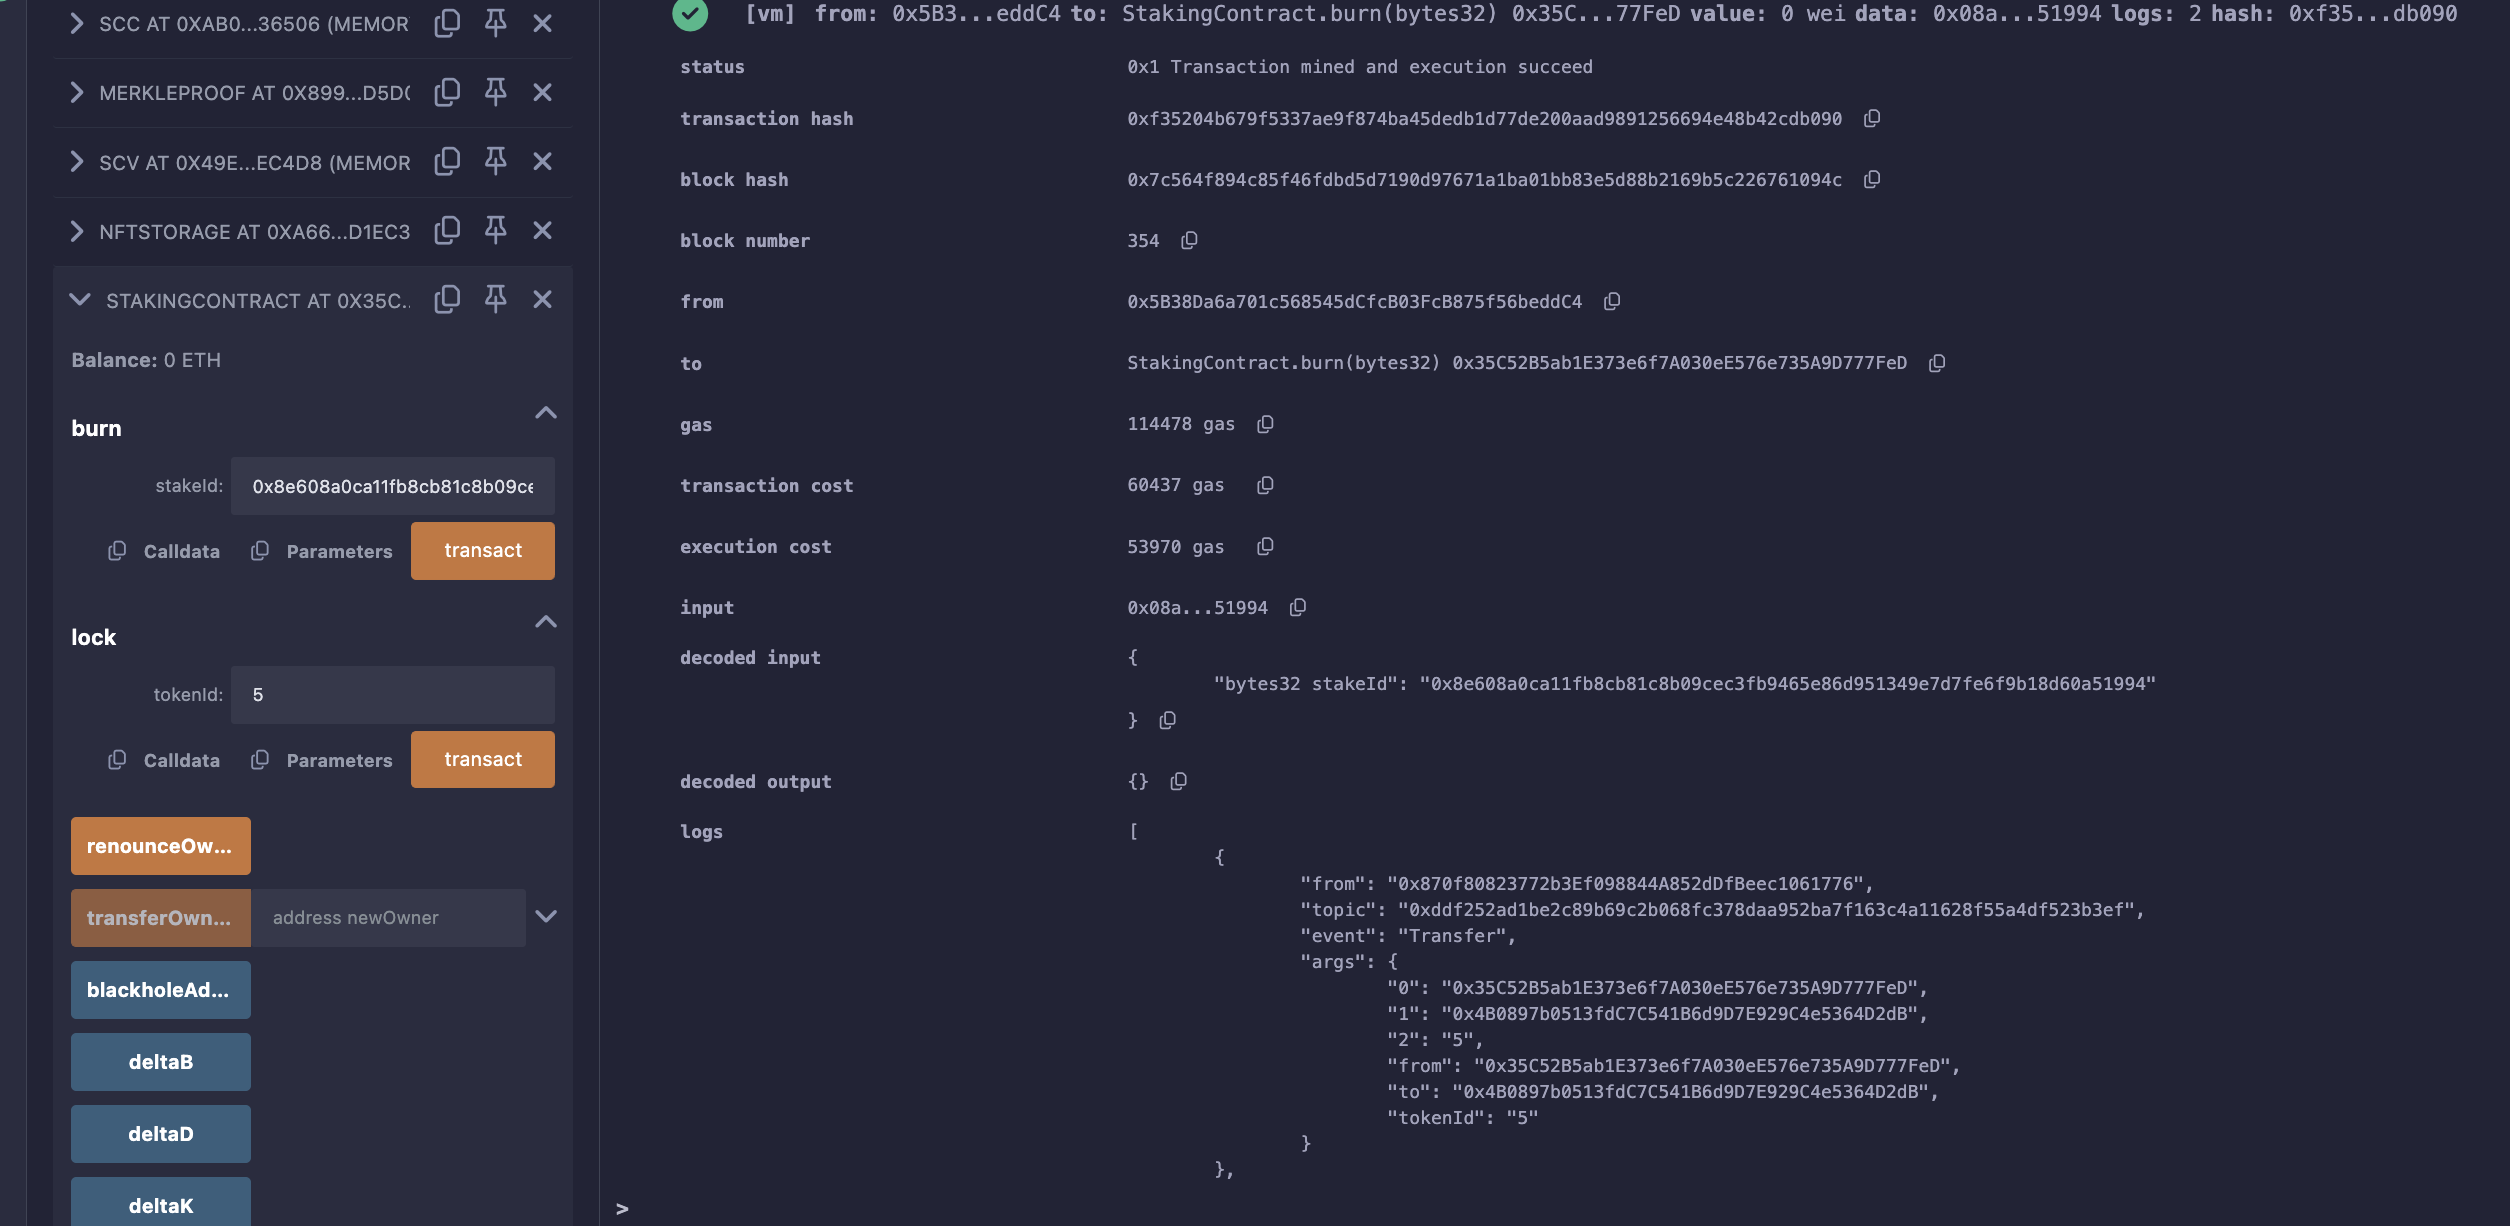 SCC AT 0XAB0...36506 (MEMOR
MERKLEPROOF AT 0X899...D5D0
SCV AT 0X49E...EC4D8 (MEMOR
NFTSTORAGE AT 0XA66...D1EC3
STAKINGCONTRACT AT 0X35C..
Balance: 0 ETH
burn
stakeId: 0x8e608a0ca11fb8cb81c8b09ce
Calldata Parameters transact
lock
tokenId: 5
Calldata Parameters transact
renounceOw...
transferOwn... address newOwner
blackholeAd...
deltaB
deltaD
deltaK
[vm] from: 0x5B3...eddC4 to: StakingContract.burn(bytes32) 0x35C...77FeD value: 0 wei data: 0x08a...51994 logs: 2 hash: 0xf35...db090
status 0x1 Transaction mined and execution succeed
transaction hash 0xf35204b679f5337ae9f874ba45dedb1d77de200aad9891256694e48b42cdb090
block hash 0x7c564f894c85f46fdbd5d7190d97671a1ba01bb83e5d88b2169b5c226761094c
block number 354
from 0x5B38Da6a701c568545dCfcB03FcB875f56beddC4
to StakingContract.burn(bytes32) 0x35C52B5ab1E373e6f7A030eE576e735A9D777FeD
gas 114478 gas
transaction cost 60437 gas
execution cost 53970 gas
input 0x08a...51994
decoded input {
"bytes32 stakeId": "0x8e608a0ca11fb8cb81c8b09cec3fb9465e86d951349e7d7fe6f9b18d60a51994"
}
decoded output {}
logs [
{
"from": "0x870f80823772b3Ef098844A852dDfBeec1061776",
"topic": "0xddf252ad1be2c89b69c2b068fc378daa952ba7f163c4a11628f55a4df523b3ef",
"event": "Transfer",
"args": {
"0": "0x35C52B5ab1E373e6f7A030eE576e735A9D777FeD",
"1": "0x4B0897b0513fdC7C541B6d9D7E929C4e5364D2dB",
"2": "5",
"from": "0x35C52B5ab1E373e6f7A030eE576e735A9D777FeD",
"to": "0x4B0897b0513fdC7C541B6d9D7E929C4e5364D2dB",
"tokenId": "5"
}
},
>